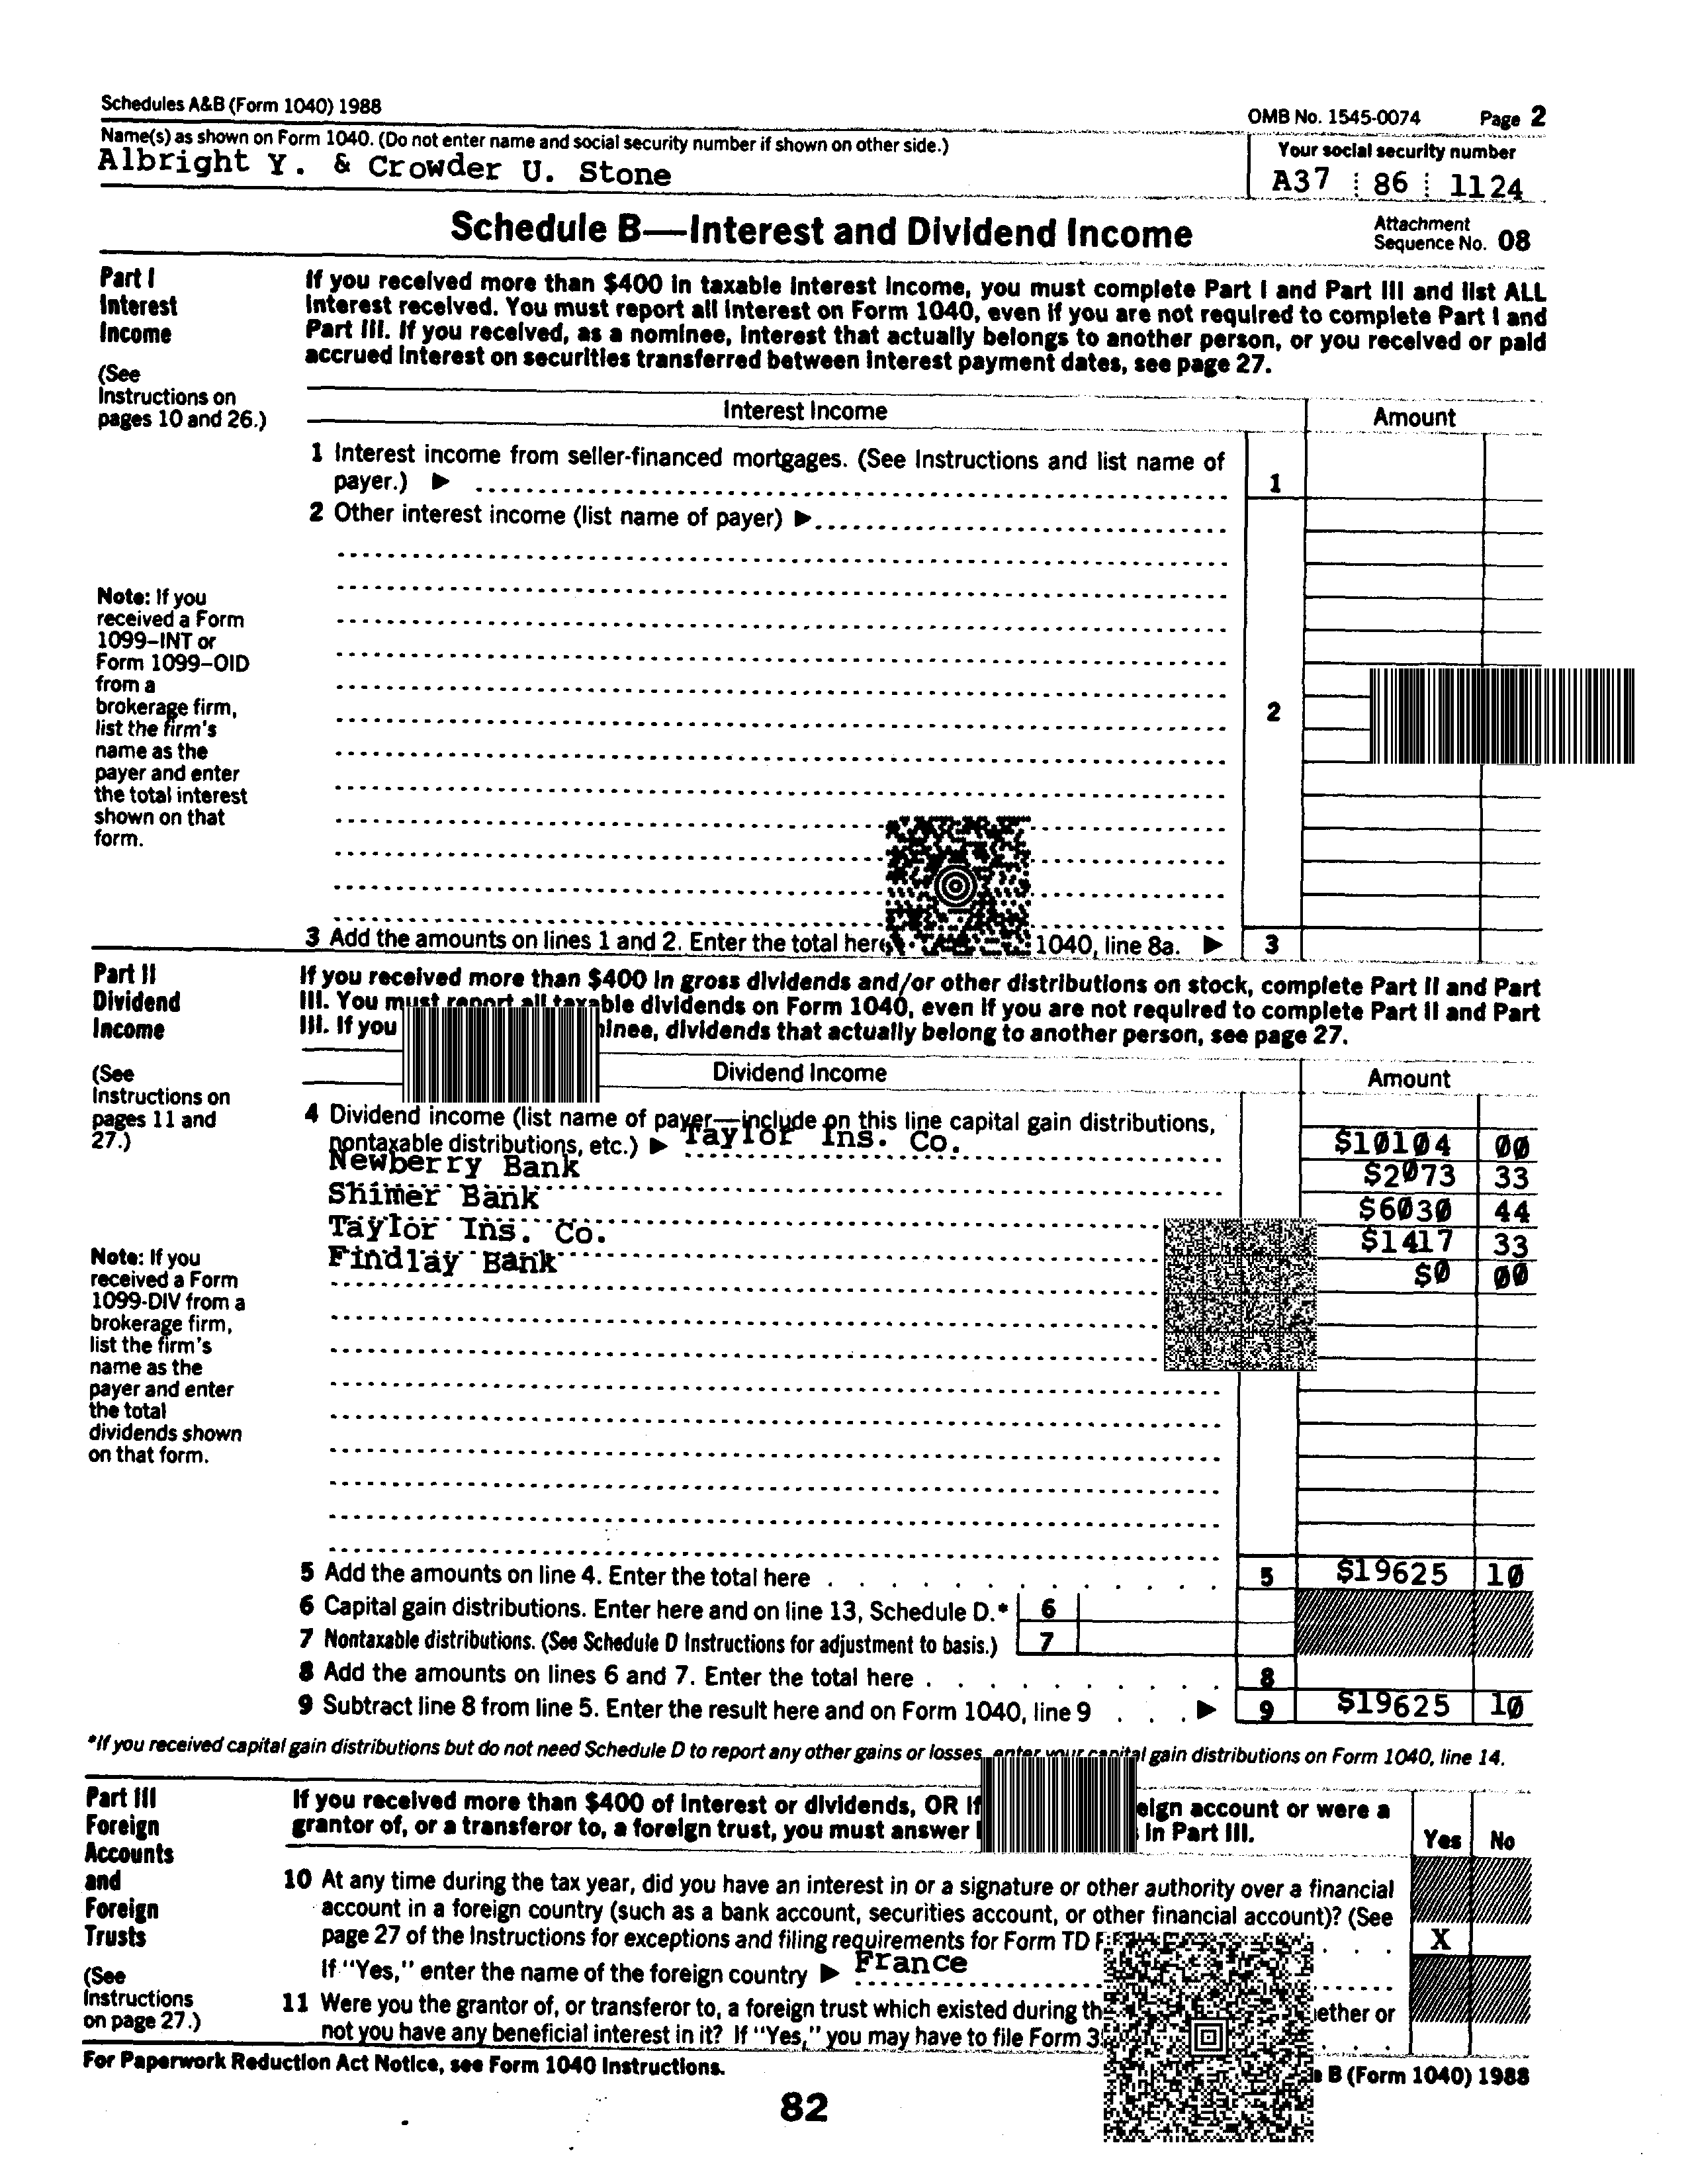 Schedules A&B (Form 1040) 1988
OMB No. 1545-0074 Page 2
Name(s) as shown on Form 1040. (Do not enter name and social security number if shown on other side.)
Your social security number
Albright Y. & Crowder U. Stone
A37 86 1124
Schedule B—Interest and Dividend Income
Attachment
Sequence No. 08
Part I
Interest
Income
(See
Instructions on
pages 10 and 26.)
If you received more than $400 in taxable interest income, you must complete Part I and Part III and list ALL
interest received. You must report all interest on Form 1040, even if you are not required to complete Part I and
Part III. If you received, as a nominee, interest that actually belongs to another person, or you received or paid
accrued interest on securities transferred between interest payment dates, see page 27.
Interest Income
Amount
1 Interest income from seller-financed mortgages. (See Instructions and list name of
payer.) ▶ 1
2 Other interest income (list name of payer) ▶
Note: If you
received a Form
1099–INT or
Form 1099–OID
from a
brokerage firm,
list the firm's
name as the
payer and enter
the total interest
shown on that
form.
2
3 Add the amounts on lines 1 and 2. Enter the total here 1040, line 8a. ▶ 3
Part II
Dividend
Income
(See
Instructions on
pages 11 and
27.)
If you received more than $400 in gross dividends and/or other distributions on stock, complete Part II and Part
III. You must report all taxable dividends on Form 1040, even if you are not required to complete Part II and Part
III. If you dividends that actually belong to another person, see page 27.
Dividend Income
Amount
4 Dividend income (list name of payer—include on this line capital gain distributions,
nontaxable distributions, etc.) ▶ Taylor Ins. Co. $10104 00
Newberry Bank $2073 33
Shimer Bank $6030 44
Taylor Ins. Co. $1417 33
Findlay Bank $0 00
Note: If you
received a Form
1099-DIV from a
brokerage firm,
list the firm's
name as the
payer and enter
the total
dividends shown
on that form.
5 Add the amounts on line 4. Enter the total here 5 $19625 10
6 Capital gain distributions. Enter here and on line 13, Schedule D.* 6
7 Nontaxable distributions. (See Schedule D Instructions for adjustment to basis.) 7
8 Add the amounts on lines 6 and 7. Enter the total here 8
9 Subtract line 8 from line 5. Enter the result here and on Form 1040, line 9 ▶ 9 $19625 10
*If you received capital gain distributions but do not need Schedule D to report any other gains or losses, enter your capital gain distributions on Form 1040, line 14.
Part III
Foreign
Accounts
and
Foreign
Trusts
(See
Instructions
on page 27.)
If you received more than $400 of interest or dividends, OR if account or were a
grantor of, or a transferor to, a foreign trust, you must answer in Part III.
Yes No
10 At any time during the tax year, did you have an interest in or a signature or other authority over a financial
account in a foreign country (such as a bank account, securities account, or other financial account)? (See
page 27 of the Instructions for exceptions and filing requirements for Form TD X
If "Yes," enter the name of the foreign country ▶ France
11 Were you the grantor of, or transferor to, a foreign trust which existed during or
not you have any beneficial interest in it? If "Yes," you may have to file Form
For Paperwork Reduction Act Notice, see Form 1040 Instructions.
B (Form 1040) 1988
82